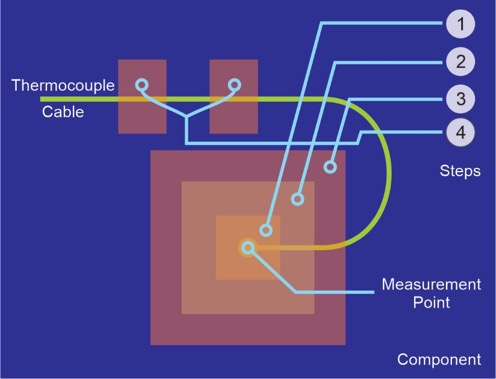 1
2
Thermocouple
3
Cable
4
Steps
Measurement
Point
Component